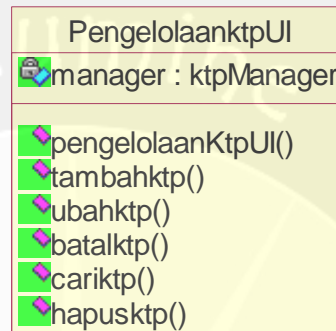 PengelolaanktpUI
manager : ktpManager
pengelolaanKtpUI()
tambahktp()
ubahktp()
batalktp()
cariktp()
hapusktp()